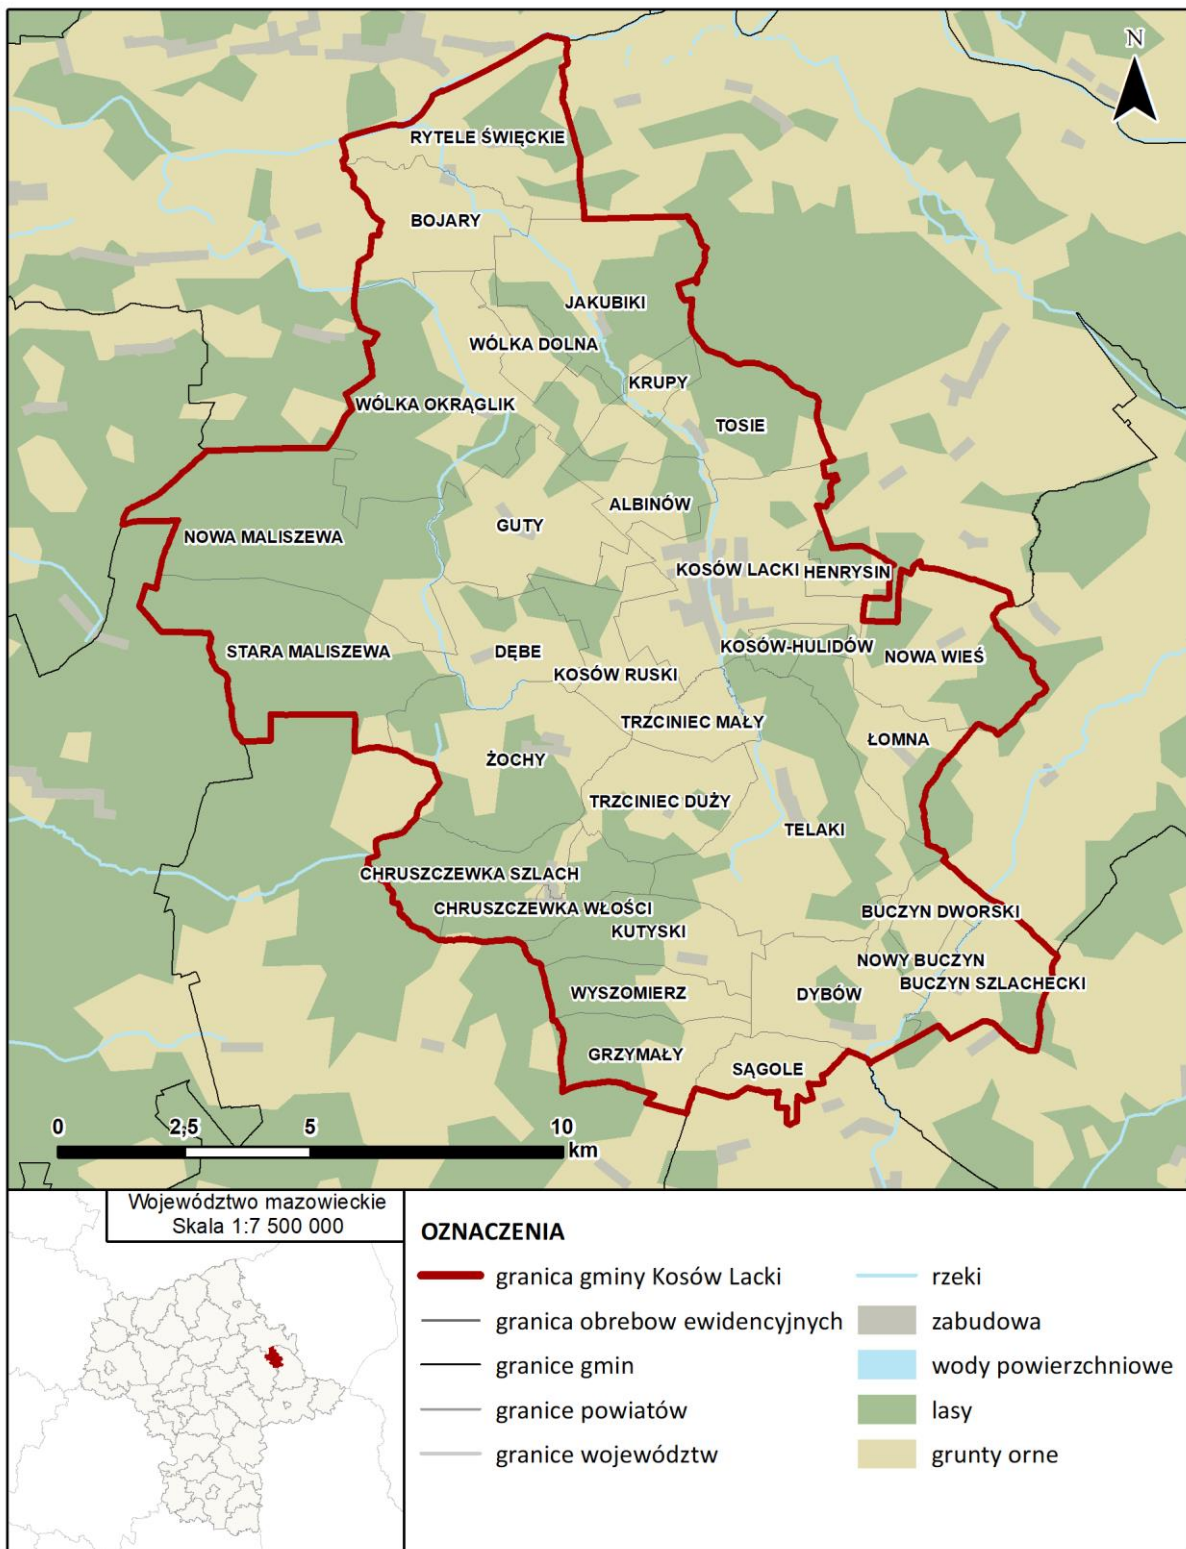 N
RYTELE ŚWIĘCKIE
BOJARY
JAKUBIKI
WÓLKA DOLNA
KRUPY
WÓLKA OKRĄGLIK
TOSIE
ALBINÓW
GUTY
NOWA MALISZEWA
KOSÓW LACKI
HENRYSIN
STARA MALISZEWA
DĘBE
KOSÓW-HULIDÓW
NOWA WIEŚ
KOSÓW RUSKI
TRZCINIEC MAŁY
ŁOMNA
ŻOCHY
TRZCINIEC DUŻY
TELAKI
CHRUSZCZEWKA SZLACH
CHRUSZCZEWKA WŁOŚCI
BUCZYN DWORSKI
KUTYSKI
NOWY BUCZYN
BUCZYN SZLACHECKI
WYSZOMIERZ
DYBÓW
GRZYMAŁY
SĄGOLE
0 2,5 5 10
km
Województwo mazowieckie
Skala 1:7 500 000
OZNACZENIA
granica gminy Kosów Lacki
granica obrebow ewidencyjnych
granice gmin
granice powiatów
granice województw
rzeki
zabudowa
wody powierzchniowe
lasy
grunty orne